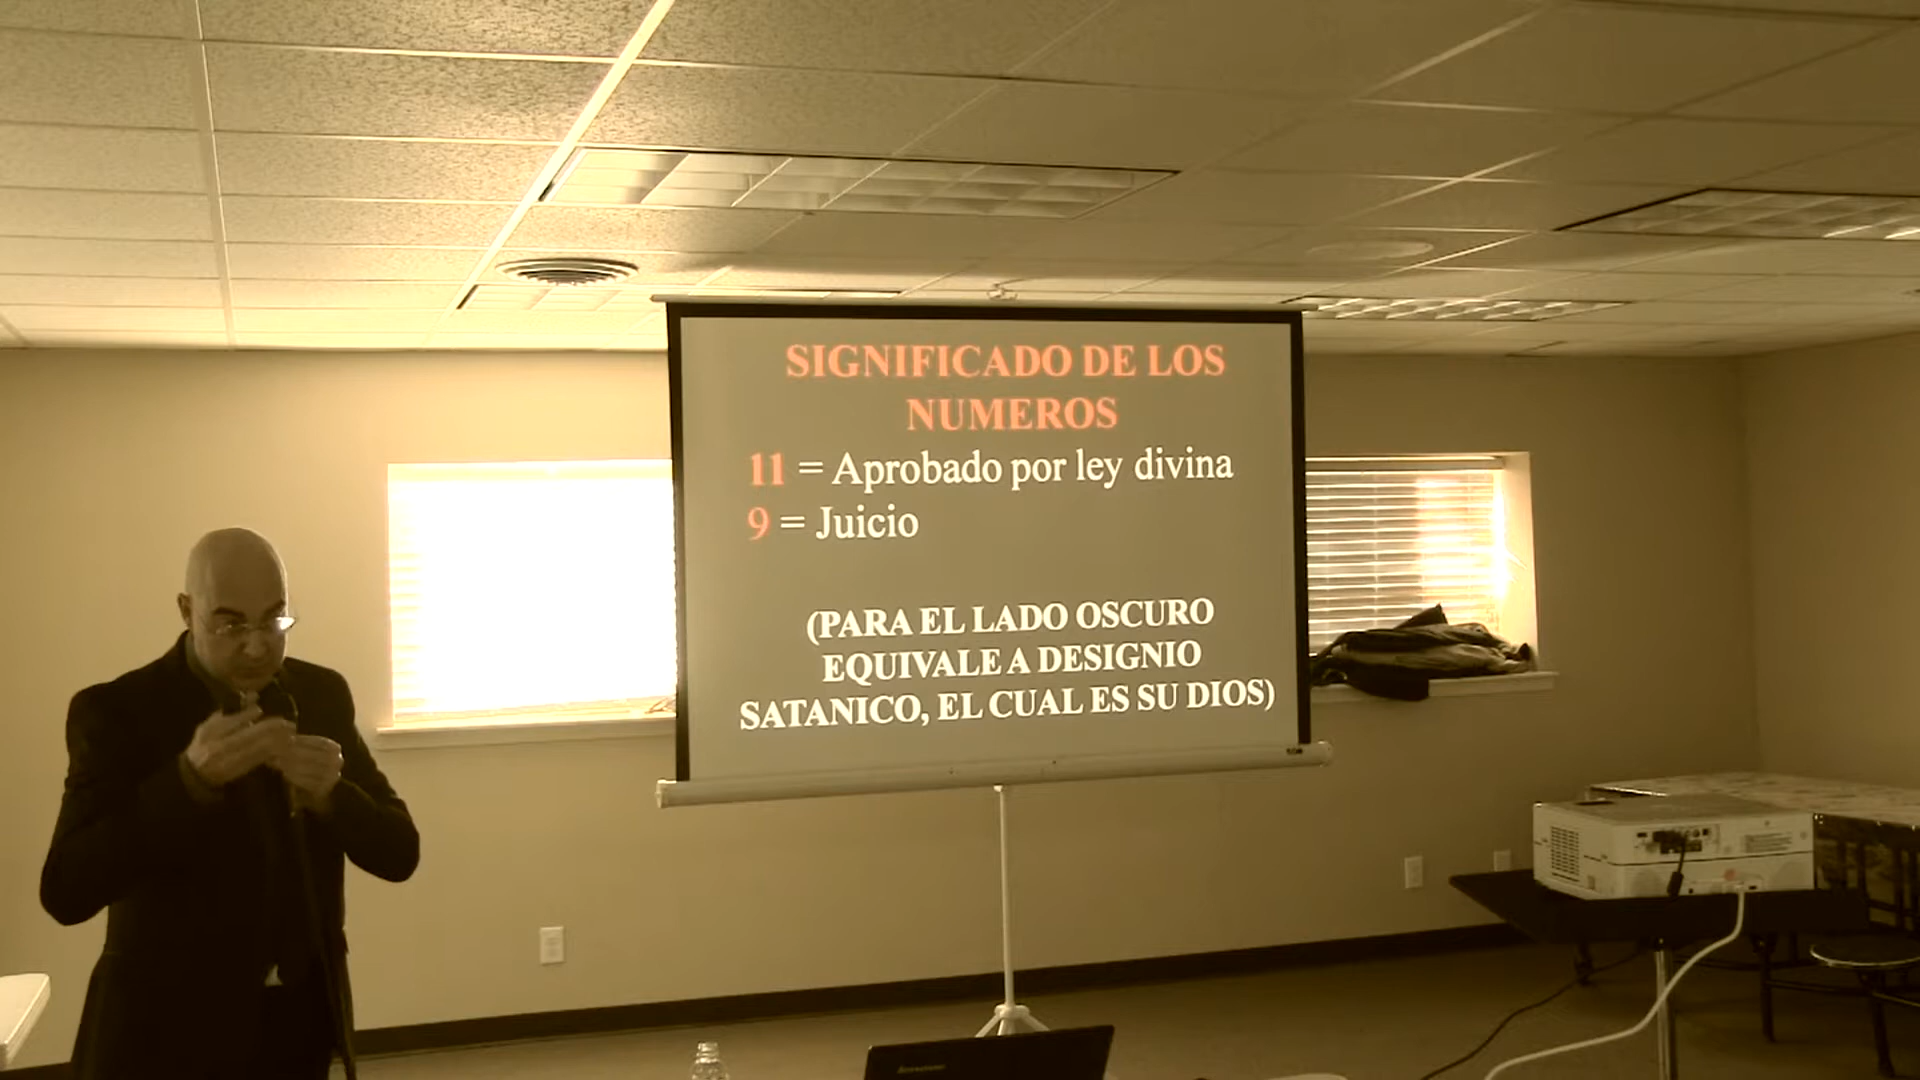 SIGNIFICADO DE LOS
NUMEROS
11 = Aprobado por ley divina
9 = Juicio
(PARA EL LADO OSCURO
EQUIVALE A DESIGNIO
SATANICO, EL CUAL ES SU DIOS)